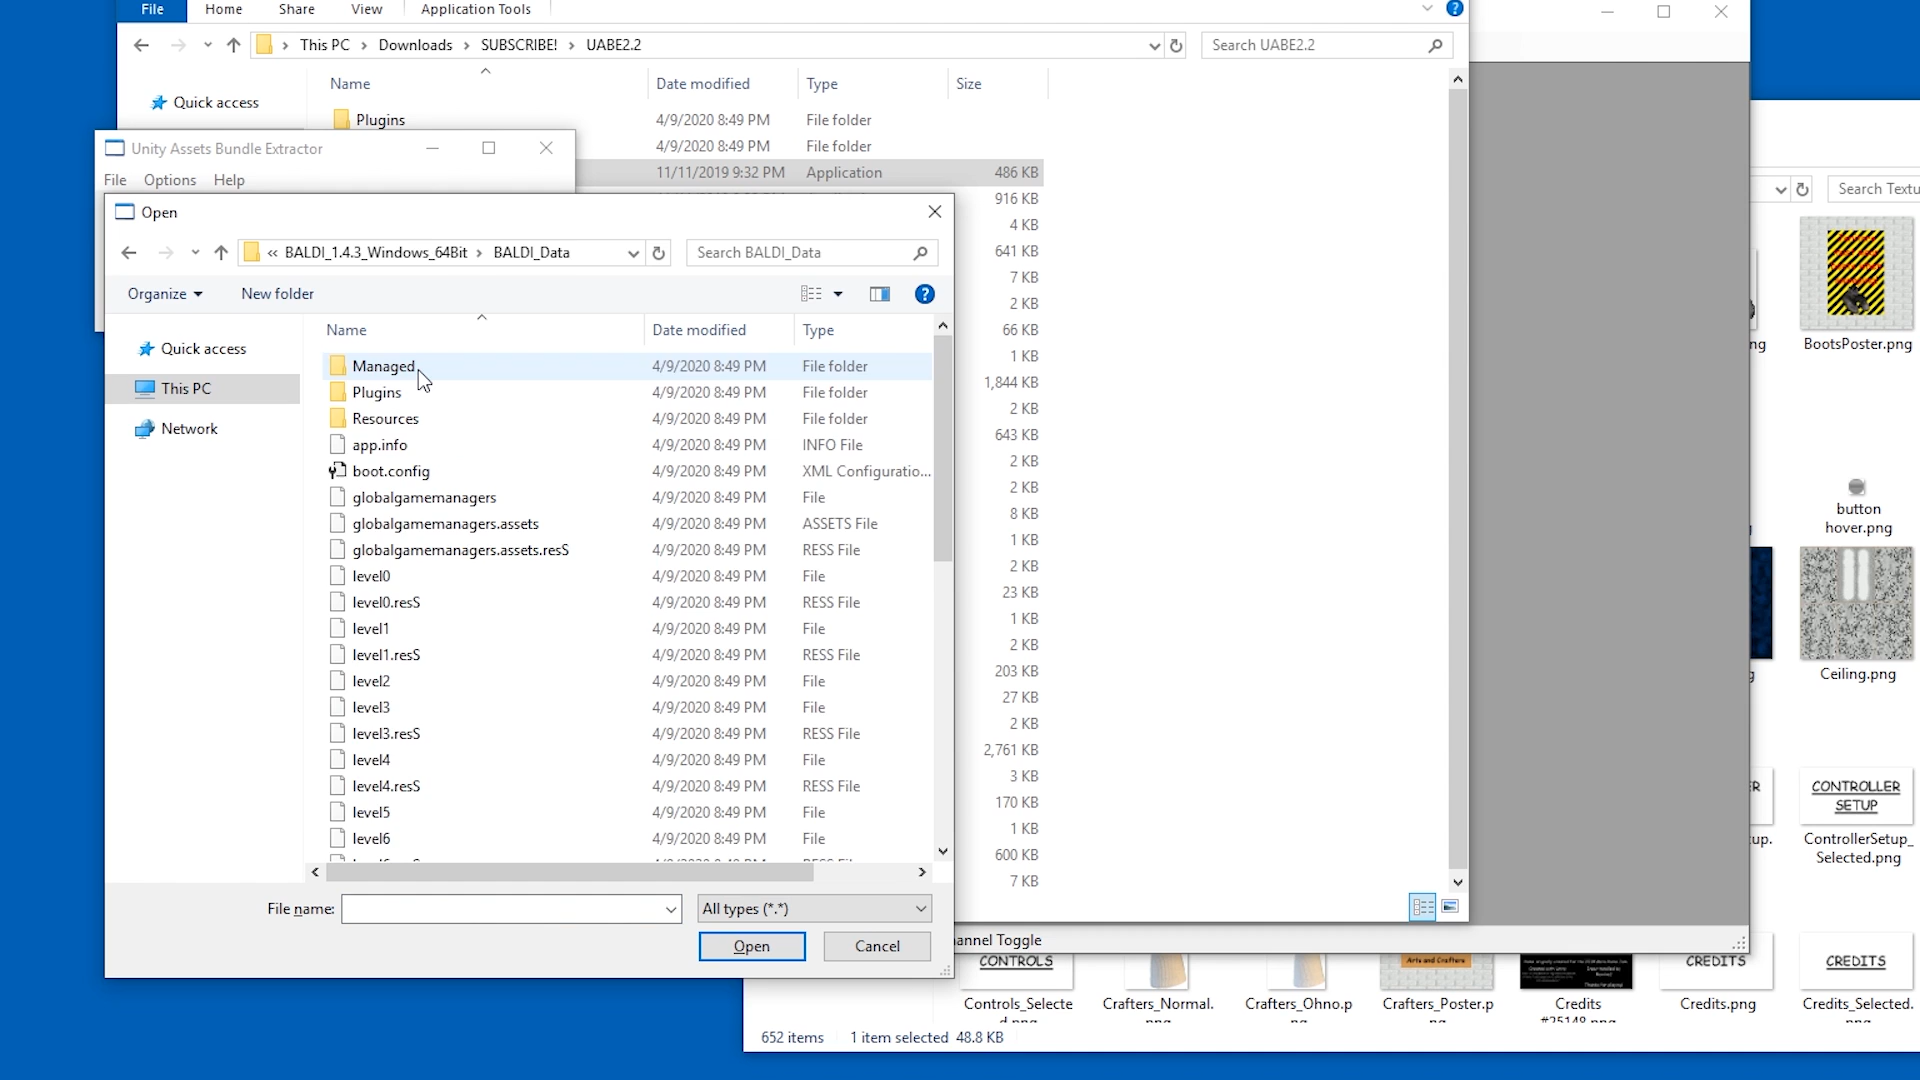 File Home Share View Application Tools
This PC Downloads SUBSCRIBE! UABE2.2
Search UABE2.2
Name Date modified Type Size
Quick access
Plugins 4/9/2020 8:49 PM File folder
4/9/2020 8:49 PM File folder
11/11/2019 9:32 PM Application 486 KB
916 KB
4 KB
641 KB
7 KB
2 KB
66 KB
1 KB
1,844 KB
2 KB
643 KB
2 KB
2 KB
8 KB
1 KB
2 KB
23 KB
1 KB
2 KB
203 KB
27 KB
2 KB
2,761 KB
3 KB
170 KB
1 KB
600 KB
7 KB
Unity Assets Bundle Extractor
File Options Help
Open
« BALDI_1.4.3_Windows_64Bit BALDI_Data
Search BALDI_Data
Organize New folder
Quick access
This PC
Network
Name Date modified Type
Managed 4/9/2020 8:49 PM File folder
Plugins 4/9/2020 8:49 PM File folder
Resources 4/9/2020 8:49 PM File folder
app.info 4/9/2020 8:49 PM INFO File
boot.config 4/9/2020 8:49 PM XML Configuratio...
globalgamemanagers 4/9/2020 8:49 PM File
globalgamemanagers.assets 4/9/2020 8:49 PM ASSETS File
globalgamemanagers.assets.resS 4/9/2020 8:49 PM RESS File
level0 4/9/2020 8:49 PM File
level0.resS 4/9/2020 8:49 PM RESS File
level1 4/9/2020 8:49 PM File
level1.resS 4/9/2020 8:49 PM RESS File
level2 4/9/2020 8:49 PM File
level3 4/9/2020 8:49 PM File
level3.resS 4/9/2020 8:49 PM RESS File
level4 4/9/2020 8:49 PM File
level4.resS 4/9/2020 8:49 PM RESS File
level5 4/9/2020 8:49 PM File
level6 4/9/2020 8:49 PM File
File name:
All types (*.*)
Open Cancel
Search Textu
ng
BootsPoster.png
button
hover.png
Ceiling.png
CONTROLLER
SETUP
up.
ControllerSetup_
Selected.png
annel Toggle
CONTROLS
Arts and Crafters
CREDITS
CREDITS
Controls_Selecte
d.png
Crafters_Normal.
png
Crafters_Ohno.p
ng
Crafters_Poster.p
ng
Credits
#25148.png
Credits.png
Credits_Selected.
png
652 items 1 item selected 48.8 KB